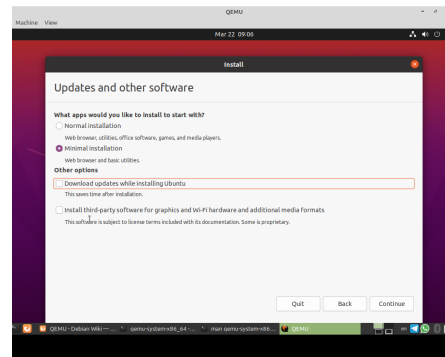 QEMU
Machine View
Mar 22 09:06
Install
Updates and other software
What apps would you like to install to start with?
Normal installation
Web browser, utilities, office software, games, and media players.
Minimal installation
Web browser and basic utilities.
Other options
Download updates while installing Ubuntu
This saves time after installation.
Install third-party software for graphics and Wi-Fi hardware and additional media formats
This software is subject to license terms included with its documentation. Some is proprietary.
Quit Back Continue
QEMU - Debian Wiki — ... qemu-system-x86_64 -... man qemu-system-x86... QEMU en